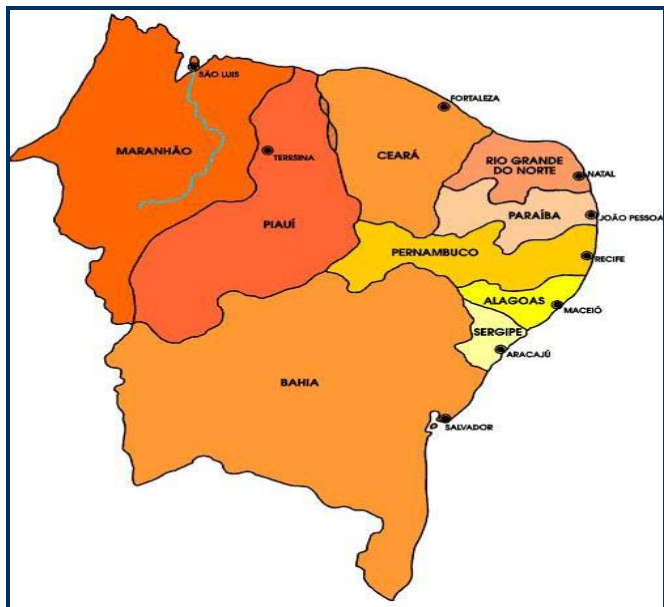 SÃO LUIS
FORTALEZA
MARANHÃO
TERESINA
CEARÁ
RIO GRANDE
DO NORTE
NATAL
PARAÍBA
JOÃO PESSOA
PIAUÍ
PERNAMBUCO
RECIFE
ALAGOAS
MACEIÓ
SERGIPE
ARACAJÚ
BAHIA
SALVADOR